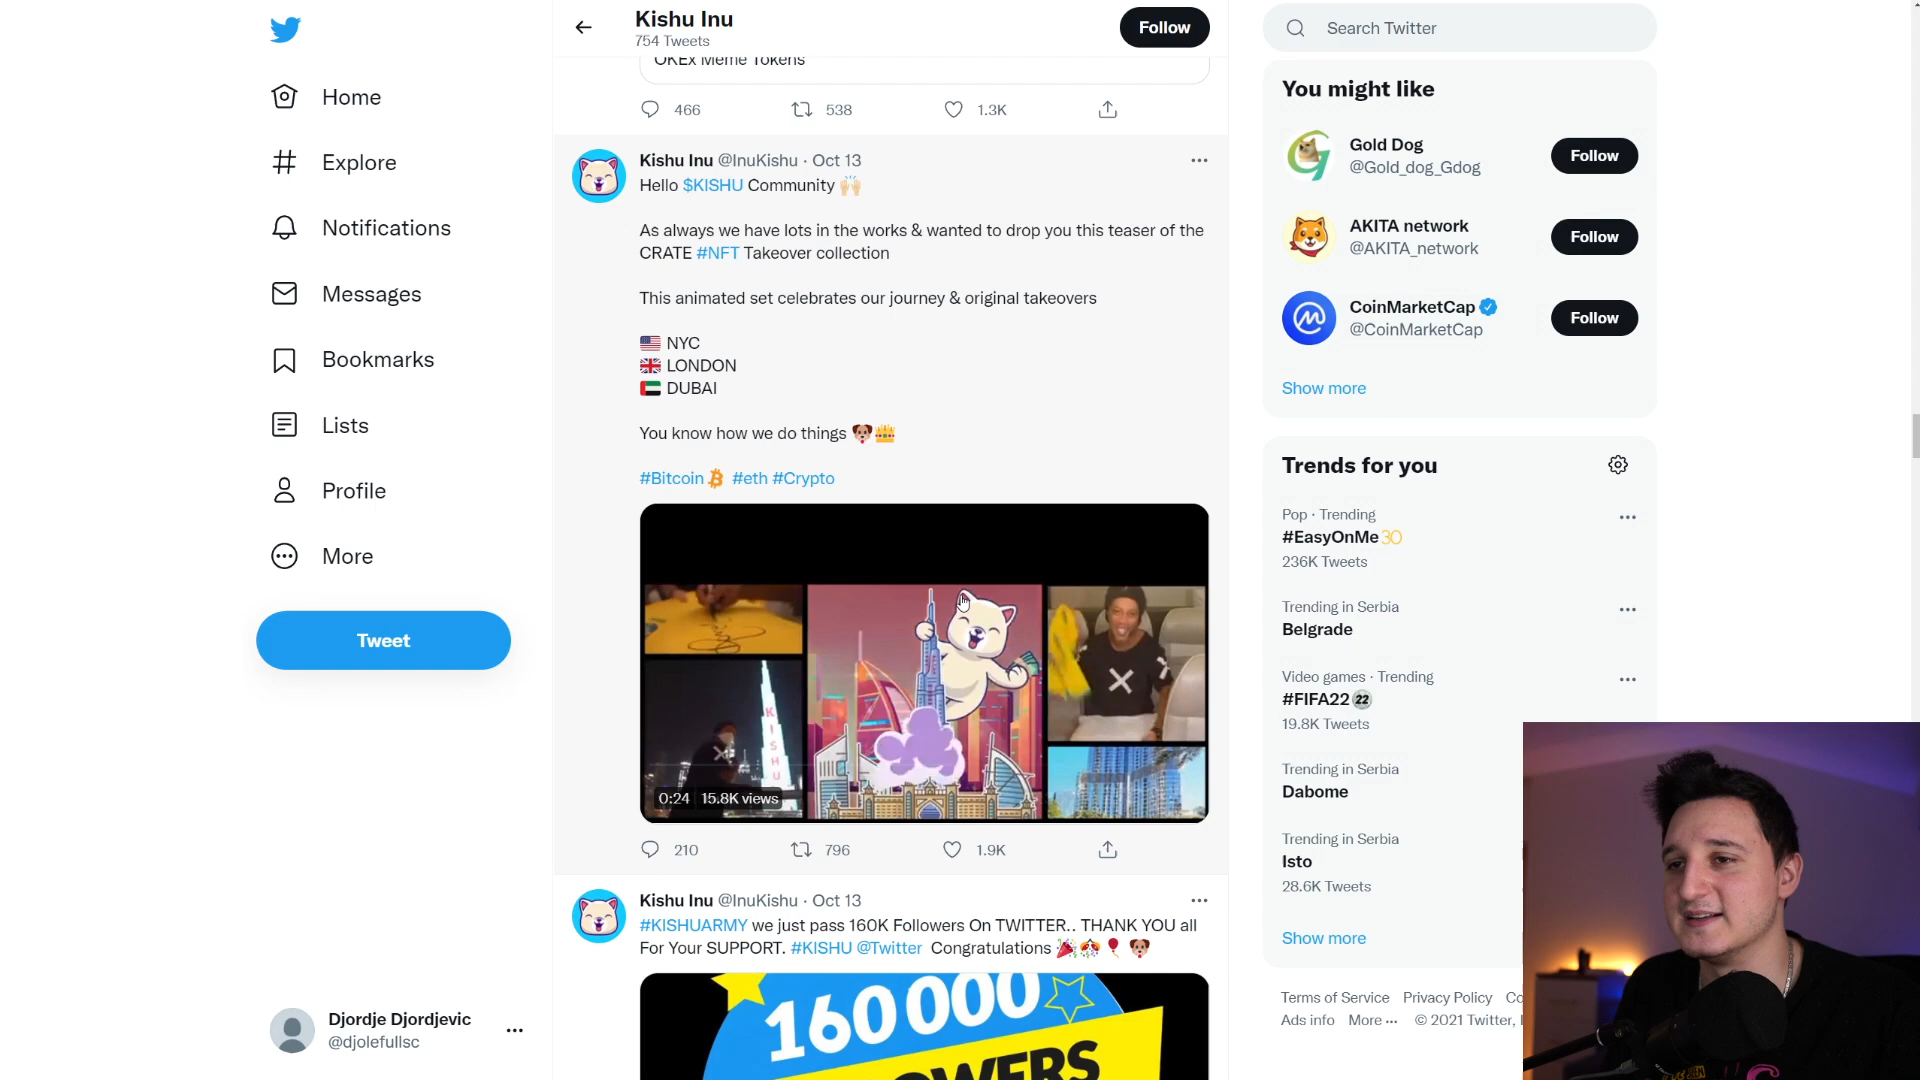 Kishu Inu
754 Tweets
Follow
Search Twitter
Home
Explore
Notifications
Messages
Bookmarks
Lists
Profile
More
Tweet
Djordje Djordjevic
@djolefullsc
OKEx Meme Tokens
466 538 1.3K
Kishu Inu @InuKishu · Oct 13
Hello $KISHU Community 🙌🏻
As always we have lots in the works & wanted to drop you this teaser of the
CRATE #NFT Takeover collection
This animated set celebrates our journey & original takeovers
🇺🇸 NYC
🇬🇧 LONDON
🇦🇪 DUBAI
You know how we do things 🐶👑
#Bitcoin #eth #Crypto
KISHU
0:24 15.8K views
210 796 1.9K
Kishu Inu @InuKishu · Oct 13
#KISHUARMY we just pass 160K Followers On TWITTER.. THANK YOU all
For Your SUPPORT. #KISHU @Twitter Congratulations 🎉🎊🎈🐶
160 000
You might like
Gold Dog
@Gold_dog_Gdog
Follow
AKITA network
@AKITA_network
Follow
CoinMarketCap
@CoinMarketCap
Follow
Show more
Trends for you
Pop · Trending
#EasyOnMe 30
236K Tweets
Trending in Serbia
Belgrade
Video games · Trending
#FIFA22 22
19.8K Tweets
Trending in Serbia
Dabome
Trending in Serbia
Isto
28.6K Tweets
Show more
Terms of Service Privacy Policy
Ads info More ··· © 2021 Twitter,